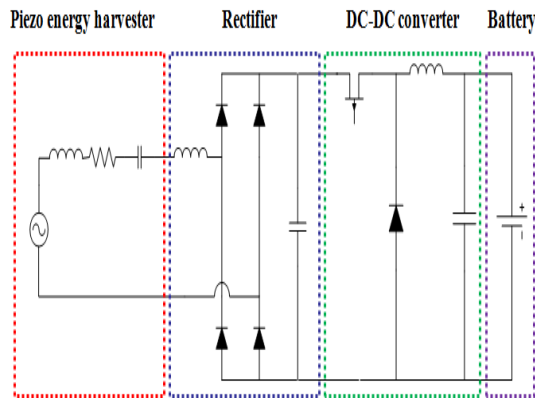 Piezo energy harvester
Rectifier
DC-DC converter
Battery
+
−